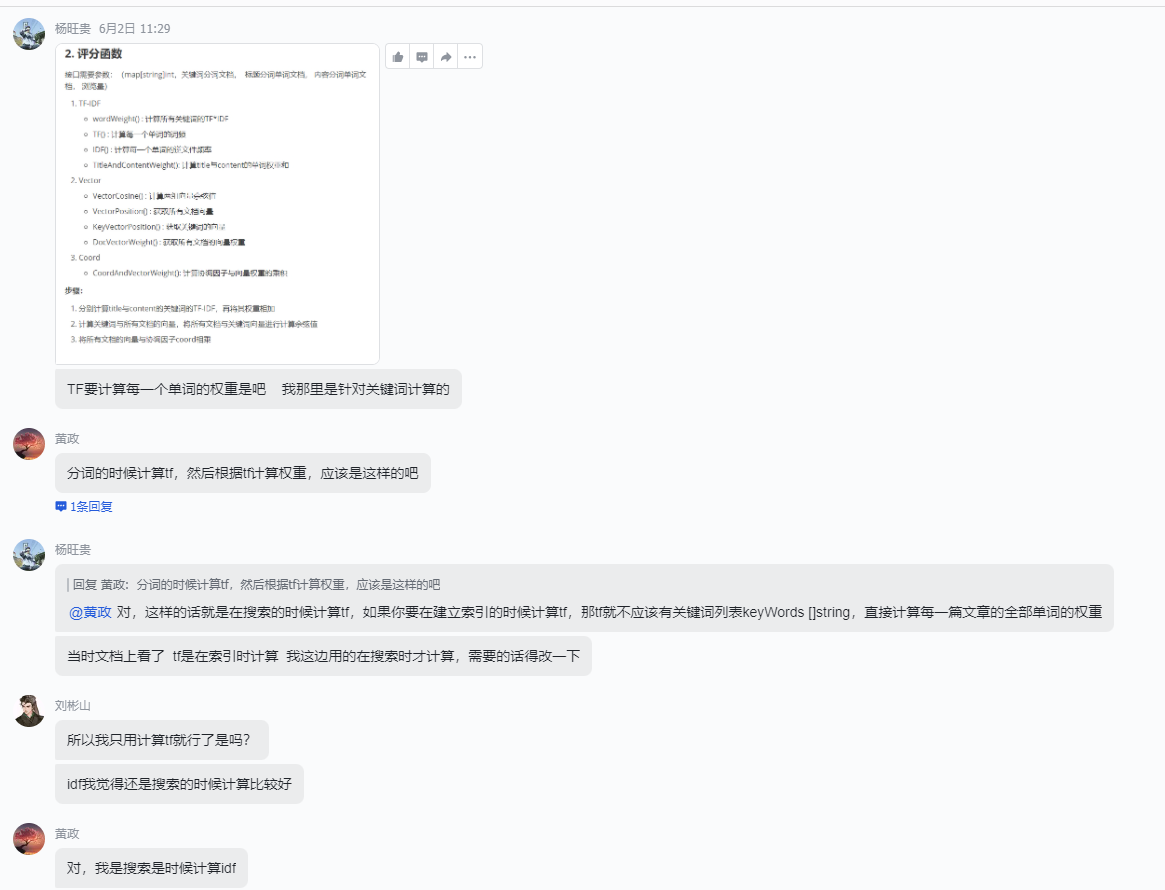 杨旺贵 6月2日 11:29
2. 评分函数
接口需要参数：（map[string]int，关键词分词文档，标题分词单词文档，内容分词单词文
档，浏览量）
1. TF-IDF
wordWeight()：计算所有关键词的TF*IDF
TF()：计算每一个单词的词频
IDF()：计算每一个单词的逆文件频率
TitleAndContentWeight(): 计算title与content的单词权重和
2. Vector
VectorCosine()：计算两组向量余弦值
VectorPosition()：获取所有文档向量
KeyVectorPosition()：获取关键词的向量
DocVectorWeight()：获取所有文档的向量权重
3. Coord
CoordAndVectorWeight(): 计算协调因子与向量权重的乘积
步骤：
1. 分别计算title与content的关键词的TF-IDF，再将其权重相加
2. 计算关键词与所有文档的向量，将所有文档与关键词向量进行计算余弦值
3. 将所有文档的向量与协调因子coord相乘
TF要计算每一个单词的权重是吧 我那里是针对关键词计算的
黄政
分词的时候计算tf，然后根据tf计算权重，应该是这样的吧
1条回复
杨旺贵
回复 黄政：分词的时候计算tf，然后根据tf计算权重，应该是这样的吧
@黄政 对，这样的话就是在搜索的时候计算tf，如果你要在建立索引的时候计算tf，那tf就不应该有关键词列表keyWords []string，直接计算每一篇文章的全部单词的权重
当时文档上看了 tf是在索引时计算 我这边用的在搜索时才计算，需要的话得改一下
刘彬山
所以我只用计算tf就行了是吗?
idf我觉得还是搜索的时候计算比较好
黄政
对，我是搜索是时候计算idf